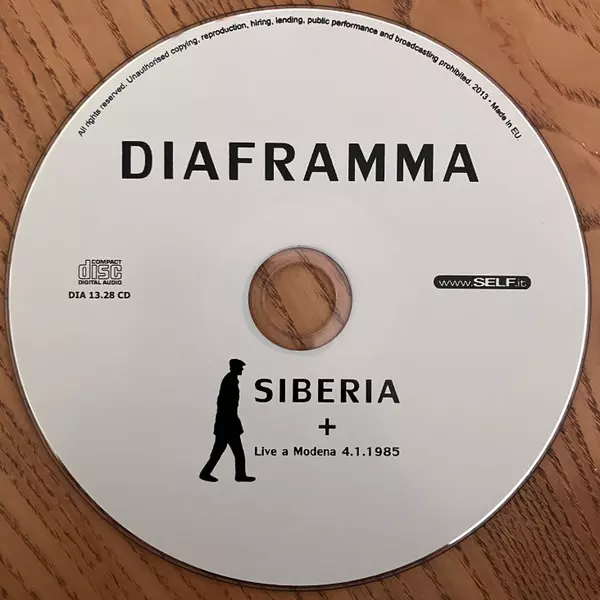 All rights reserved. Unauthorised copying, reproduction, hiring, lending, public performance and broadcasting prohibited. 2013 • Made in EU.
DIAFRAMMA
COMPACT
disc
DIGITAL AUDIO
DIA 13.28 CD
www.SELF.it
SIBERIA
+
Live a Modena 4.1.1985